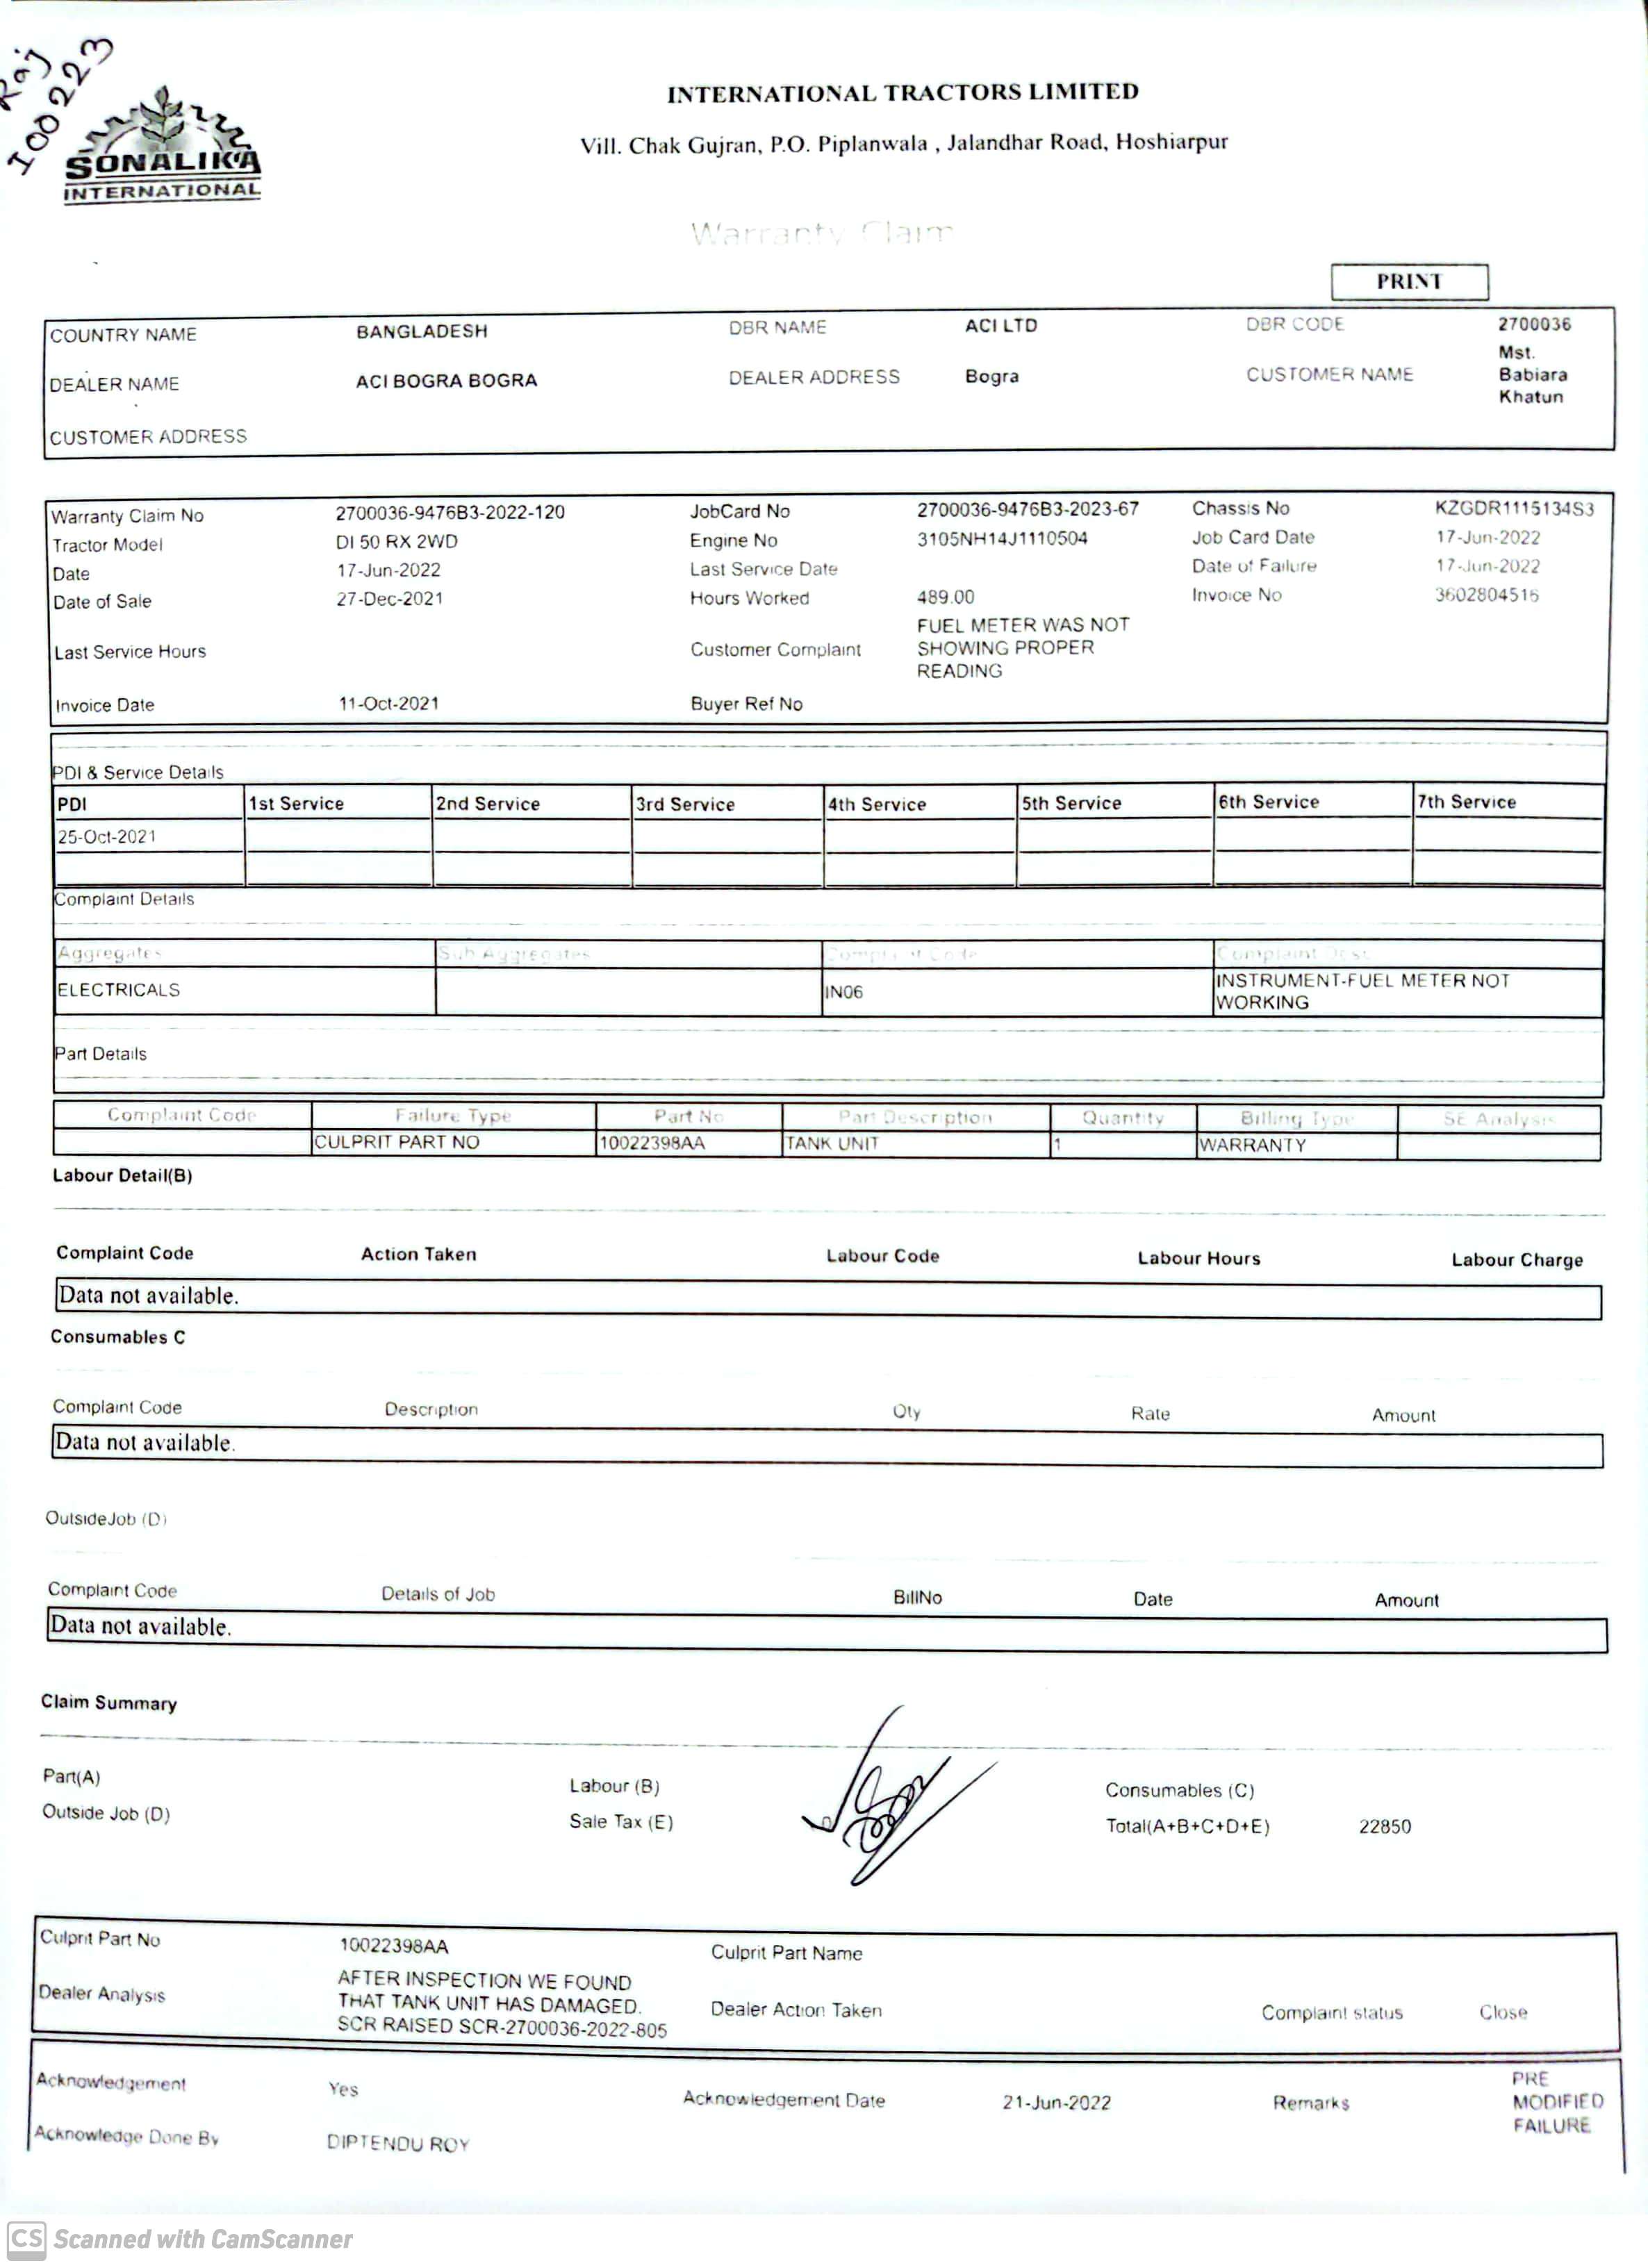 Raj
I00223
SONALIKA
INTERNATIONAL
INTERNATIONAL TRACTORS LIMITED
Vill. Chak Gujran, P.O. Piplanwala , Jalandhar Road, Hoshiarpur
Warranty Claim
PRINT
COUNTRY NAME BANGLADESH DBR NAME ACI LTD DBR CODE 2700036
DEALER NAME ACI BOGRA BOGRA DEALER ADDRESS Bogra CUSTOMER NAME Mst. Babiara Khatun
CUSTOMER ADDRESS
Warranty Claim No 2700036-9476B3-2022-120 JobCard No 2700036-9476B3-2023-67 Chassis No KZGDR1115134S3
Tractor Model DI 50 RX 2WD Engine No 3105NH14J1110504 Job Card Date 17-Jun-2022
Date 17-Jun-2022 Last Service Date Date of Failure 17-Jun-2022
Date of Sale 27-Dec-2021 Hours Worked 489.00 Invoice No 3602804516
Last Service Hours Customer Complaint FUEL METER WAS NOT SHOWING PROPER READING
Invoice Date 11-Oct-2021 Buyer Ref No
PDI & Service Details
PDI 1st Service 2nd Service 3rd Service 4th Service 5th Service 6th Service 7th Service
25-Oct-2021
Complaint Details
Aggregates Sub Aggregates Complaint Code Complaint Desc
ELECTRICALS IN06 INSTRUMENT-FUEL METER NOT WORKING
Part Details
Complaint Code Failure Type Part No Part Description Quantity Billing Type SE Analysis
CULPRIT PART NO 10022398AA TANK UNIT 1 WARRANTY
Labour Detail(B)
Complaint Code Action Taken Labour Code Labour Hours Labour Charge
Data not available.
Consumables C
Complaint Code Description Qty Rate Amount
Data not available.
OutsideJob (D)
Complaint Code Details of Job BillNo Date Amount
Data not available.
Claim Summary
Part(A) Labour (B) Consumables (C)
Outside Job (D) Sale Tax (E) Total(A+B+C+D+E) 22850
Culprit Part No 10022398AA Culprit Part Name
Dealer Analysis AFTER INSPECTION WE FOUND THAT TANK UNIT HAS DAMAGED. SCR RAISED SCR-2700036-2022-805 Dealer Action Taken Complaint status Close
Acknowledgement Yes Acknowledgement Date 21-Jun-2022 Remarks PRE MODIFIED FAILURE
Acknowledge Done By DIPTENDU ROY
CS Scanned with CamScanner